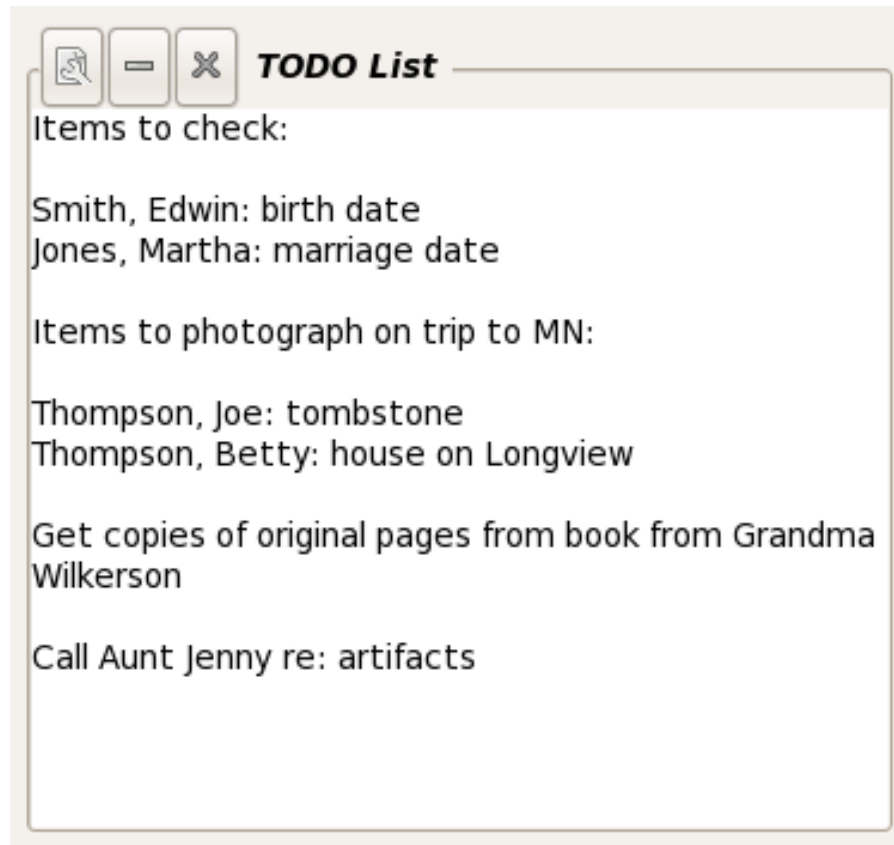 TODO List
Items to check:
Smith, Edwin: birth date
Jones, Martha: marriage date
Items to photograph on trip to MN:
Thompson, Joe: tombstone
Thompson, Betty: house on Longview
Get copies of original pages from book from Grandma
Wilkerson
Call Aunt Jenny re: artifacts